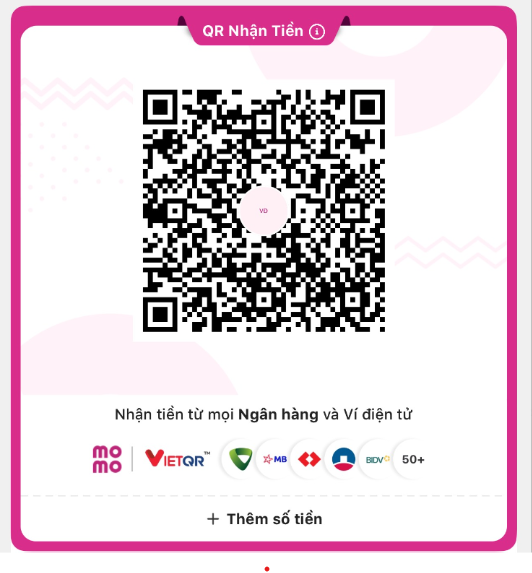 QR Nhận Tiền
VD
Nhận tiền từ mọi Ngân hàng và Ví điện tử
mo mo VIETQR™ MB BIDV 50+
+ Thêm số tiền